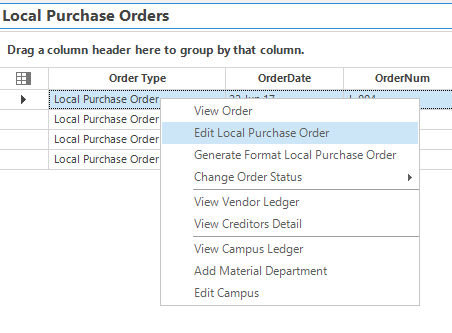 Local Purchase Orders
Drag a column header here to group by that column.
Order Type OrderDate OrderNum
Local Purchase Order
View Order
Local Purchase Order
Edit Local Purchase Order
Local Purchase Order
Generate Format Local Purchase Order
Local Purchase Order
Change Order Status
View Vendor Ledger
View Creditors Detail
View Campus Ledger
Add Material Department
Edit Campus